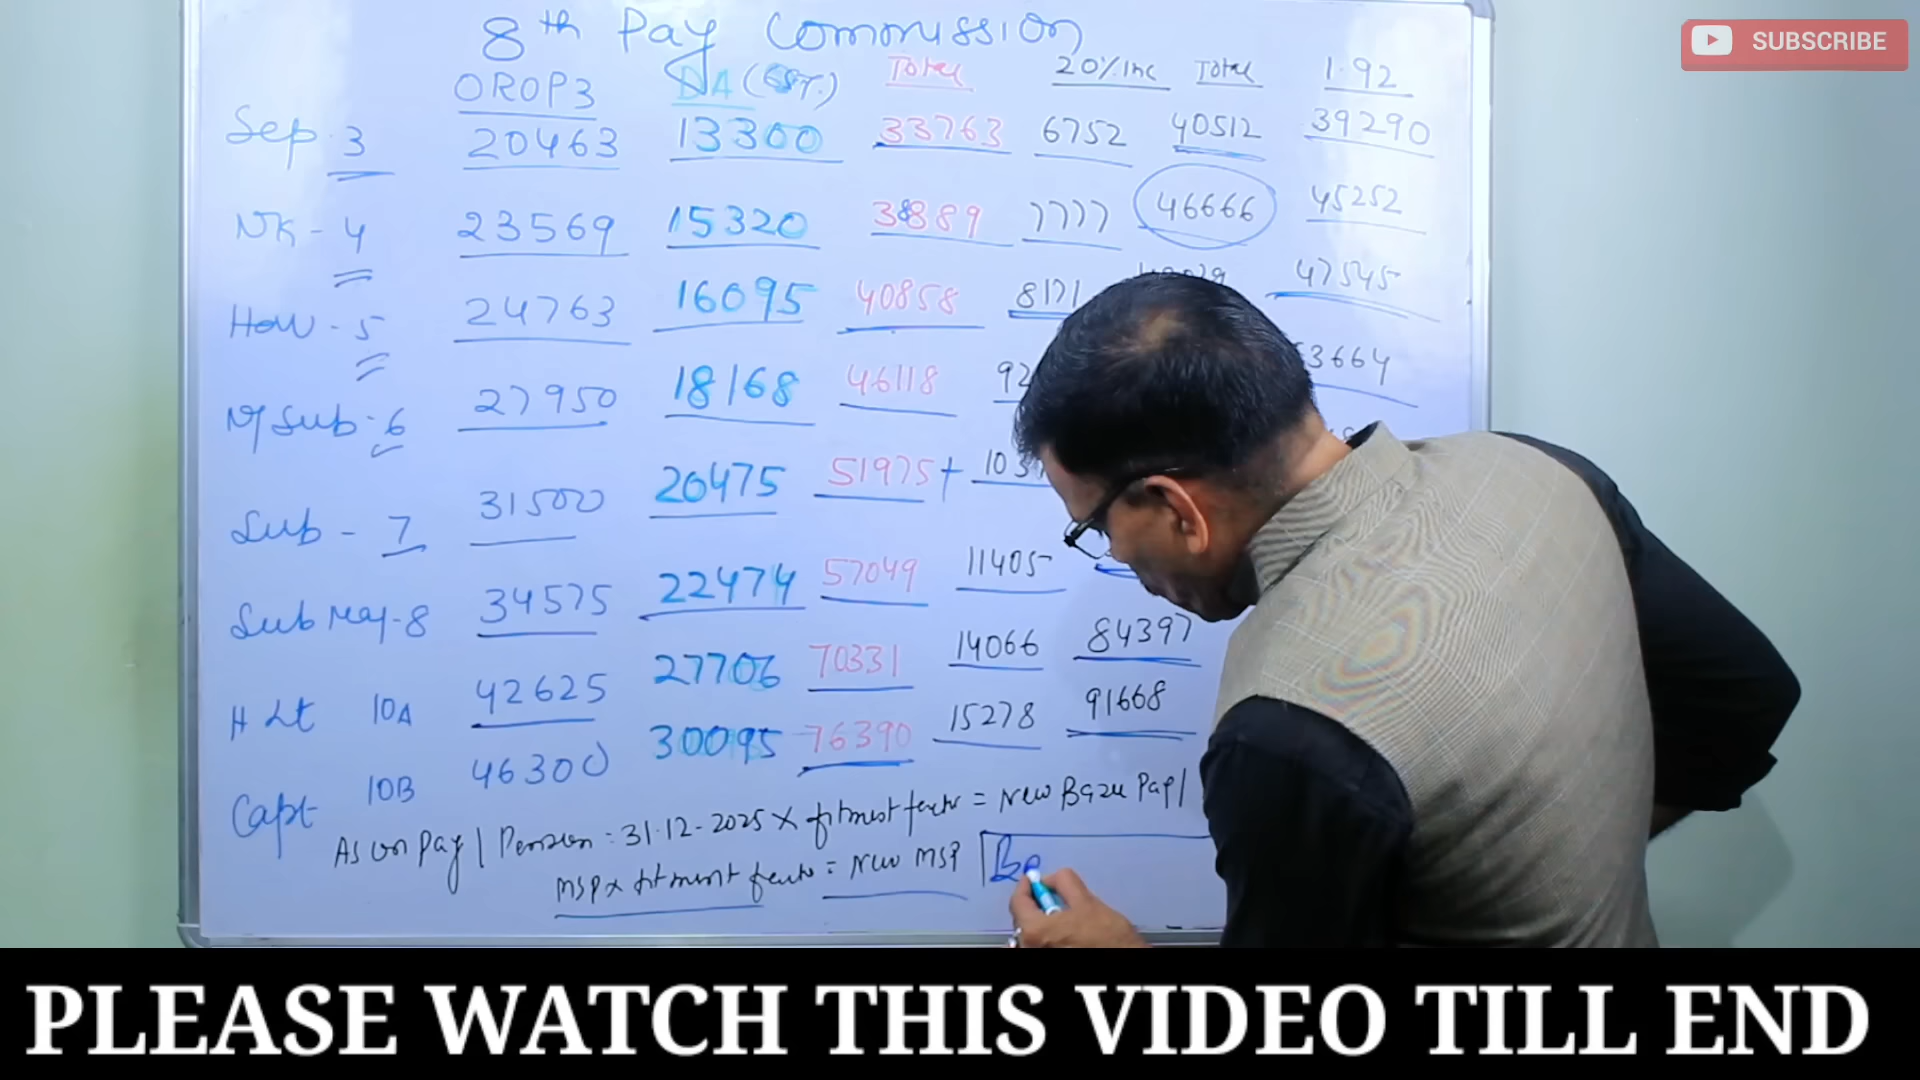 8th Pay Commission
SUBSCRIBE
OROP3 DA (EST.) Total 20% Inc Total 1.92
Sep. 3 20463 13300 33763 6752 40512 39290
NK - 4 23569 15320 38889 7777 46666 45252
Hav - 5 24763 16095 40858 8171 47545
N/Sub - 6 27950 18168 46118 3664
Sub - 7 31500 20475 51975 +
Sub Maj - 8 34575 22474 57049 11405
H Lt 10A 42625 27706 70331 14066 84397
Capt 10B 46300 30095 76390 15278 91668
As on Pay | Pension : 31.12.2025 x fitment factor = New Basic Pay |
MSP x fitment factor = New MSP
PLEASE WATCH THIS VIDEO TILL END